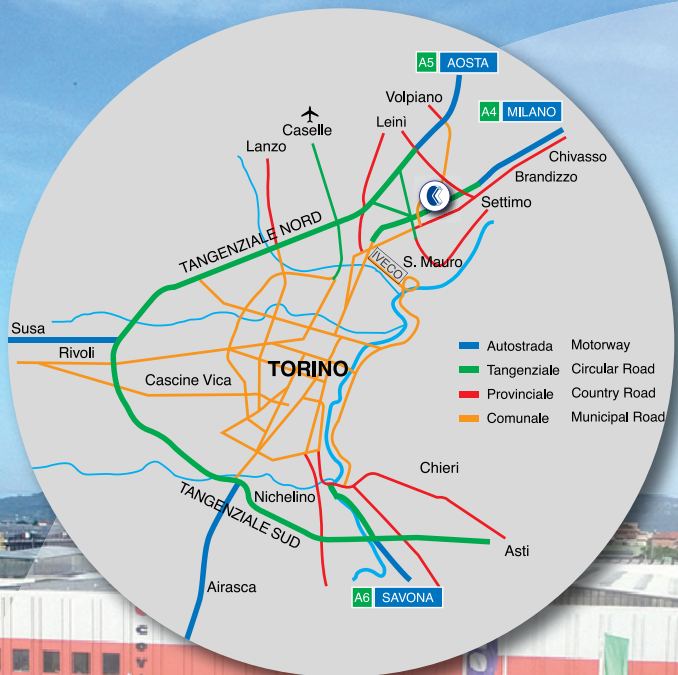 A5 AOSTA
Volpiano
A4 MILANO
Leinì
Caselle
Lanzo
Chivasso
Brandizzo
Settimo
TANGENZIALE NORD
IVECO
S. Mauro
Susa
Rivoli
Cascine Vica
TORINO
Autostrada Motorway
Tangenziale Circular Road
Provinciale Country Road
Comunale Municipal Road
Chieri
Nichelino
TANGENZIALE SUD
Asti
Airasca
A6 SAVONA
C O V